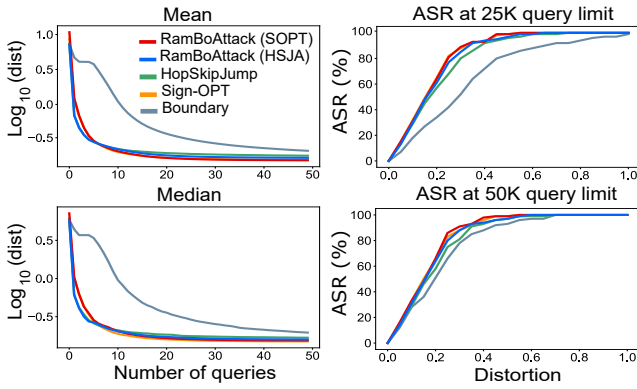 Mean
Log10 (dist)
1.0
0.5
0.0
−0.5
RamBoAttack (SOPT)
RamBoAttack (HSJA)
HopSkipJump
Sign-OPT
Boundary
0 10 20 30 40 50
ASR at 25K query limit
ASR (%)
100
80
60
40
20
0
0.0 0.2 0.4 0.6 0.8 1.0
Median
Log10 (dist)
0.5
0.0
−0.5
0 10 20 30 40 50
Number of queries
ASR at 50K query limit
ASR (%)
100
80
60
40
20
0
0.0 0.2 0.4 0.6 0.8 1.0
Distortion